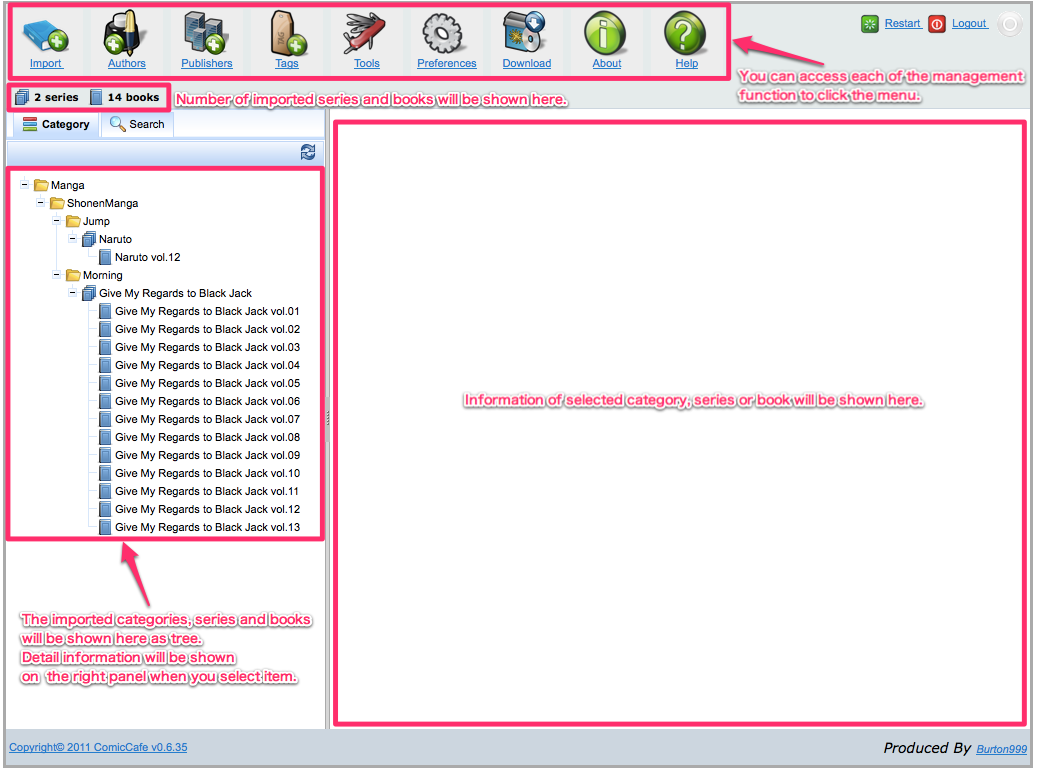 Import Authors Publishers Tags Tools Preferences Download About Help
Restart Logout
You can access each of the management
function to click the menu.
2 series 14 books
Number of imported series and books will be shown here.
Category Search
Manga
ShonenManga
Jump
Naruto
Naruto vol.12
Morning
Give My Regards to Black Jack
Give My Regards to Black Jack vol.01
Give My Regards to Black Jack vol.02
Give My Regards to Black Jack vol.03
Give My Regards to Black Jack vol.04
Give My Regards to Black Jack vol.05
Give My Regards to Black Jack vol.06
Give My Regards to Black Jack vol.07
Give My Regards to Black Jack vol.08
Give My Regards to Black Jack vol.09
Give My Regards to Black Jack vol.10
Give My Regards to Black Jack vol.11
Give My Regards to Black Jack vol.12
Give My Regards to Black Jack vol.13
Information of selected category, series or book will be shown here.
The imported categories, series and books
will be shown here as tree.
Detail information will be shown
on the right panel when you select item.
Copyright© 2011 ComicCafe v0.6.35
Produced By Burton999